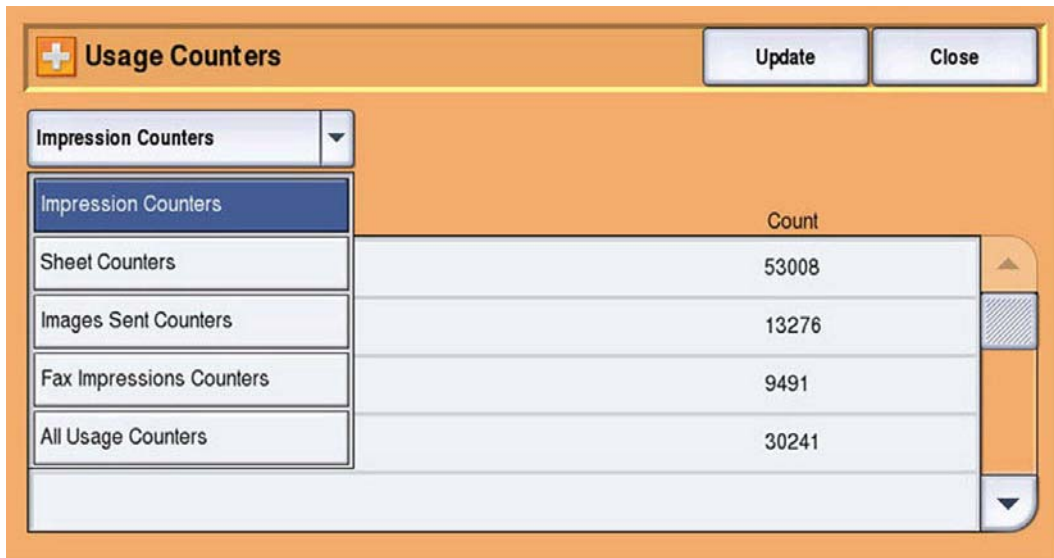 Usage Counters
Update
Close
Impression Counters
Impression Counters
Count
Sheet Counters
53008
Images Sent Counters
13276
Fax Impressions Counters
9491
All Usage Counters
30241